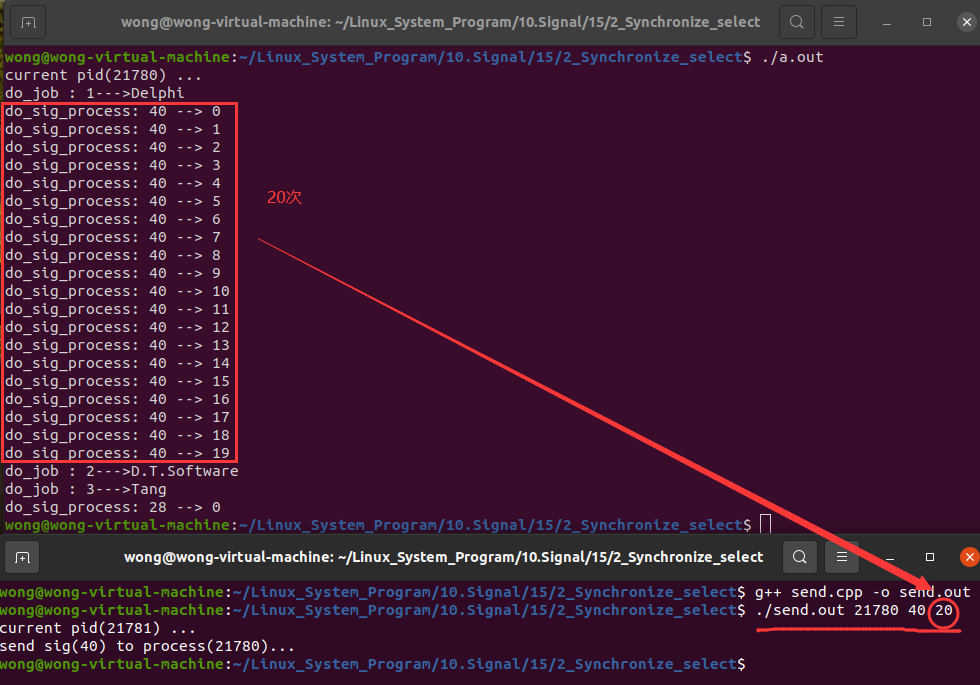 wong@wong-virtual-machine: ~/Linux_System_Program/10.Signal/15/2_Synchronize_select
wong@wong-virtual-machine:~/Linux_System_Program/10.Signal/15/2_Synchronize_select$ ./a.out
current pid(21780) ...
do_job : 1--->Delphi
do_sig_process: 40 --> 0
do_sig_process: 40 --> 1
do_sig_process: 40 --> 2
do_sig_process: 40 --> 3
do_sig_process: 40 --> 4
do_sig_process: 40 --> 5
20次
do_sig_process: 40 --> 6
do_sig_process: 40 --> 7
do_sig_process: 40 --> 8
do_sig_process: 40 --> 9
do_sig_process: 40 --> 10
do_sig_process: 40 --> 11
do_sig_process: 40 --> 12
do_sig_process: 40 --> 13
do_sig_process: 40 --> 14
do_sig_process: 40 --> 15
do_sig_process: 40 --> 16
do_sig_process: 40 --> 17
do_sig_process: 40 --> 18
do_sig_process: 40 --> 19
do_job : 2--->D.T.Software
do_job : 3--->Tang
do_sig_process: 28 --> 0
wong@wong-virtual-machine:~/Linux_System_Program/10.Signal/15/2_Synchronize_select$
wong@wong-virtual-machine: ~/Linux_System_Program/10.Signal/15/2_Synchronize_select
wong@wong-virtual-machine:~/Linux_System_Program/10.Signal/15/2_Synchronize_select$ g++ send.cpp -o send.out
wong@wong-virtual-machine:~/Linux_System_Program/10.Signal/15/2_Synchronize_select$ ./send.out 21780 40 20
current pid(21781) ...
send sig(40) to process(21780)...
wong@wong-virtual-machine:~/Linux_System_Program/10.Signal/15/2_Synchronize_select$